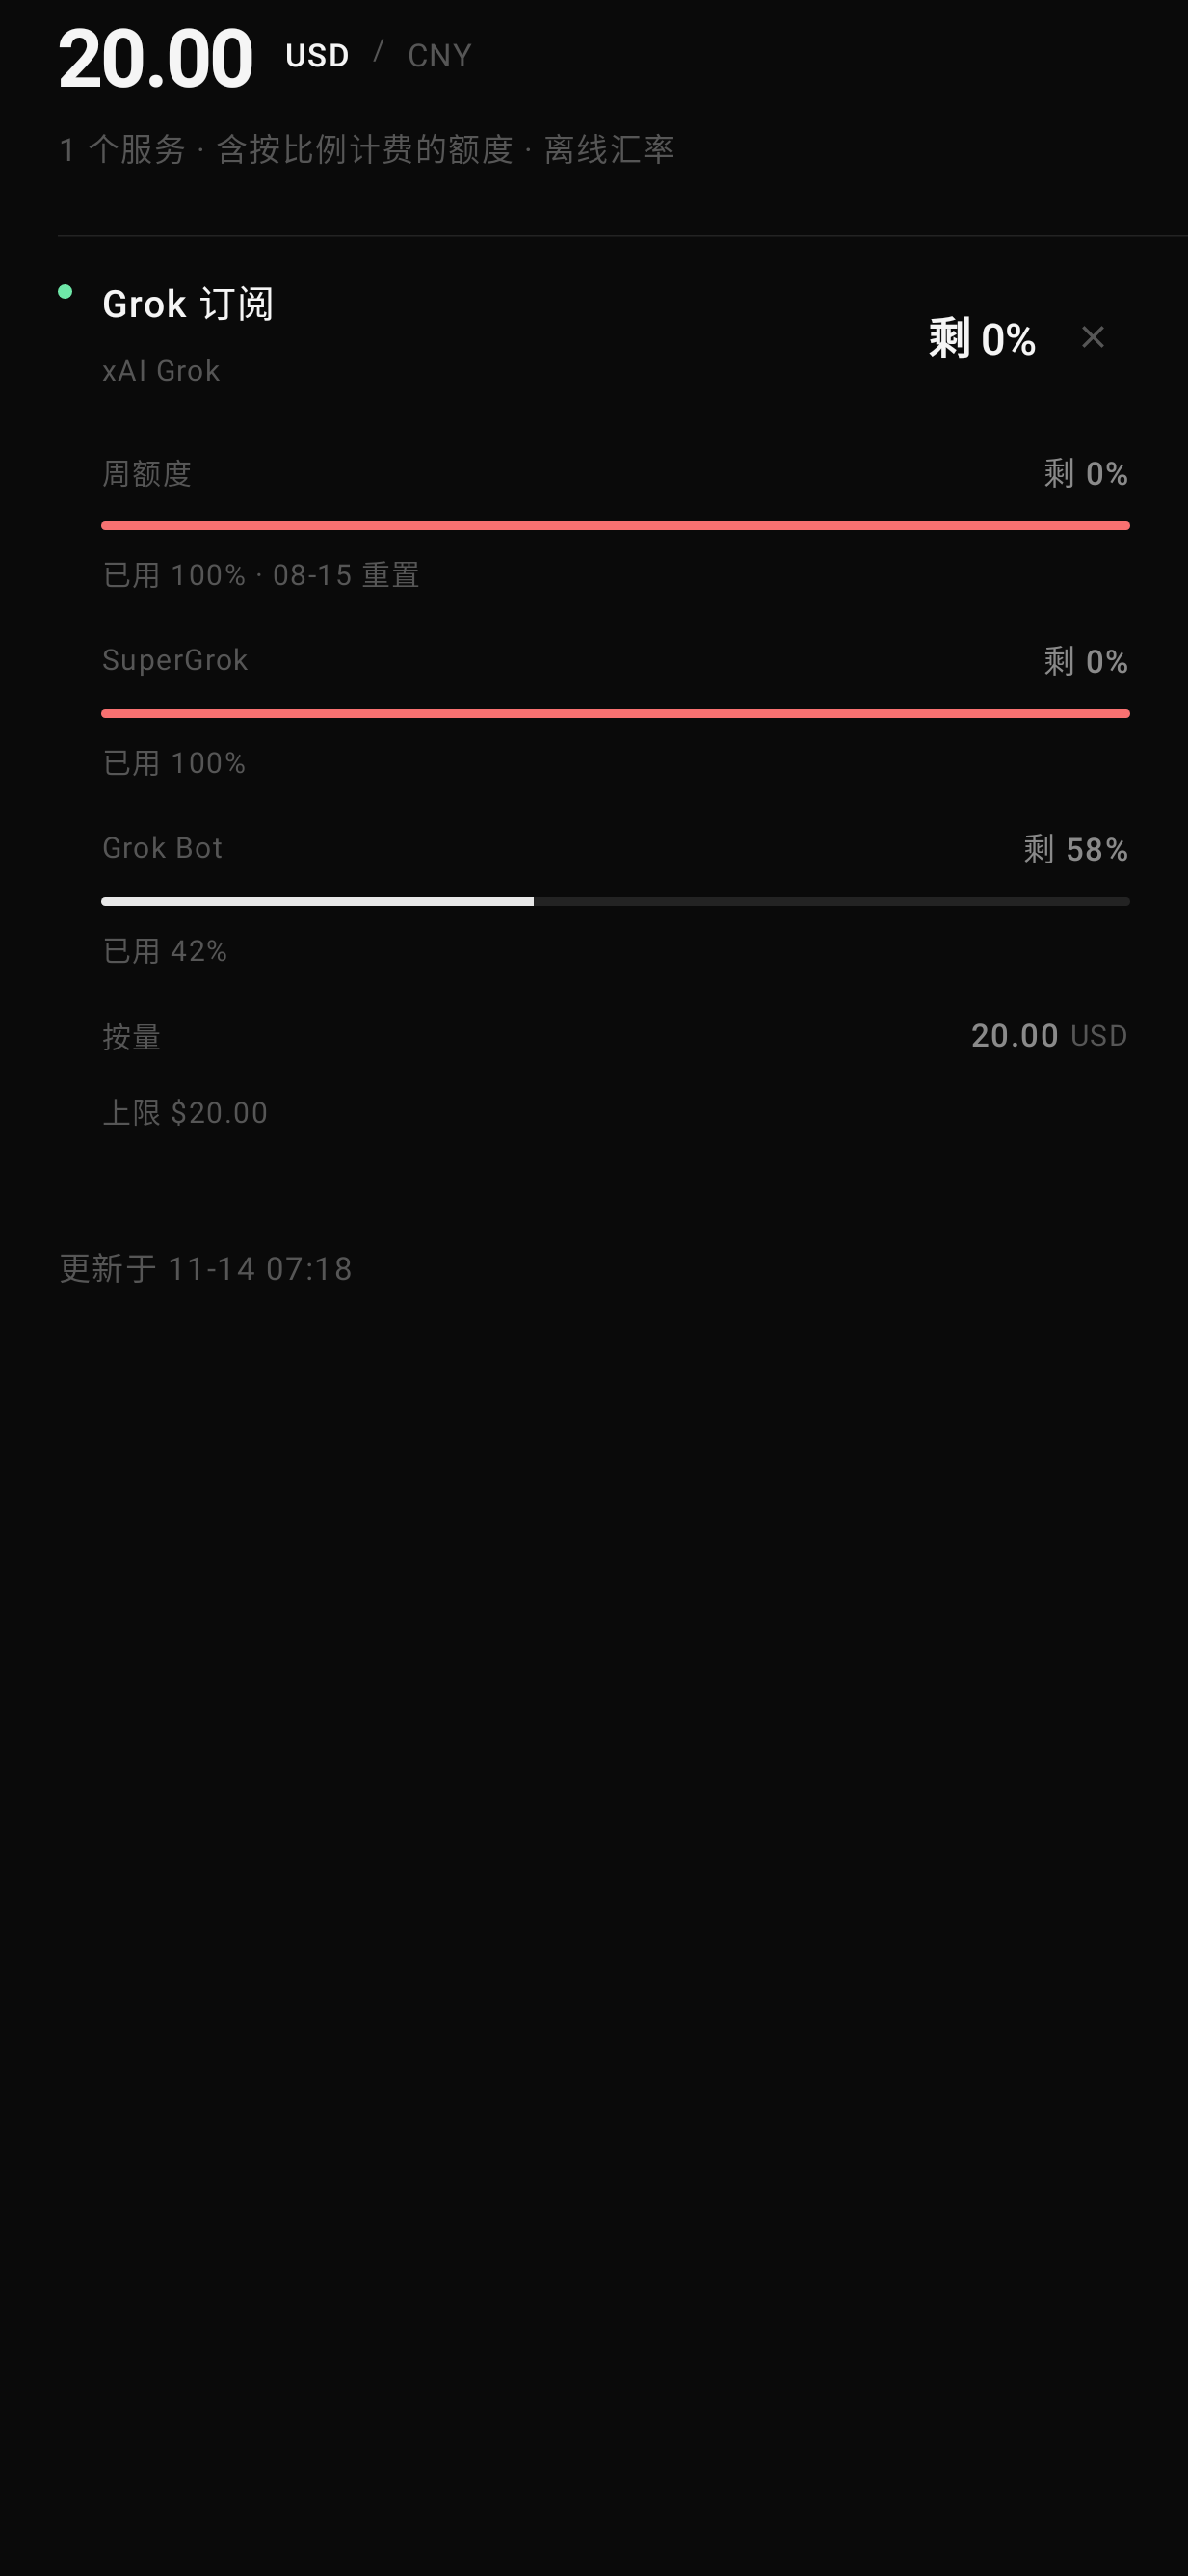 20.00 USD / CNY
1 个服务 · 含按比例计费的额度 · 离线汇率
Grok 订阅
剩 0% ×
xAI Grok
周额度 剩 0%
已用 100% · 08-15 重置
SuperGrok 剩 0%
已用 100%
Grok Bot 剩 58%
已用 42%
按量 20.00 USD
上限 $20.00
更新于 11-14 07:18